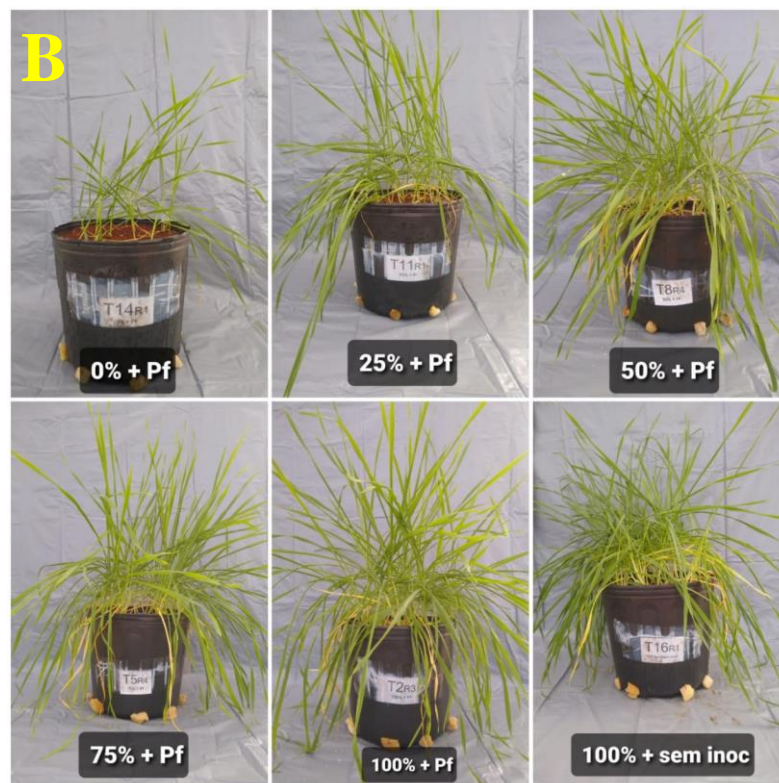 B
T14R1
0% + Pf
T11R1
25% + Pf
T8R4
50% + Pf
T5R4
75% + Pf
T2R3
100% + Pf
T16R1
100% + sem inoc